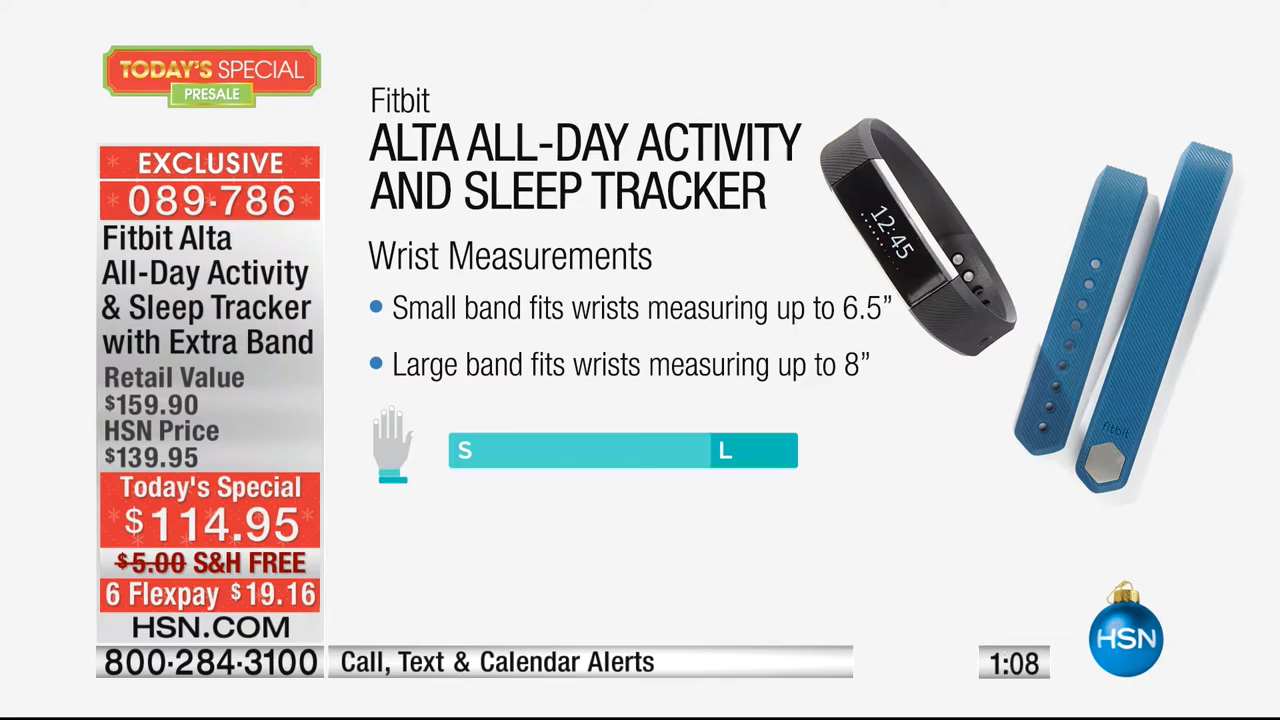 TODAY'S SPECIAL
PRESALE
EXCLUSIVE
089·786
Fitbit Alta
All-Day Activity
& Sleep Tracker
with Extra Band
Retail Value
$159.90
HSN Price
$139.95
Today's Special
$114.95
$5.00 S&H FREE
6 Flexpay $19.16
HSN.COM
800·284·3100
Call, Text & Calendar Alerts
1:08
HSN
Fitbit
ALTA ALL-DAY ACTIVITY
AND SLEEP TRACKER
Wrist Measurements
• Small band fits wrists measuring up to 6.5”
• Large band fits wrists measuring up to 8”
S
L
12:45
fitbit